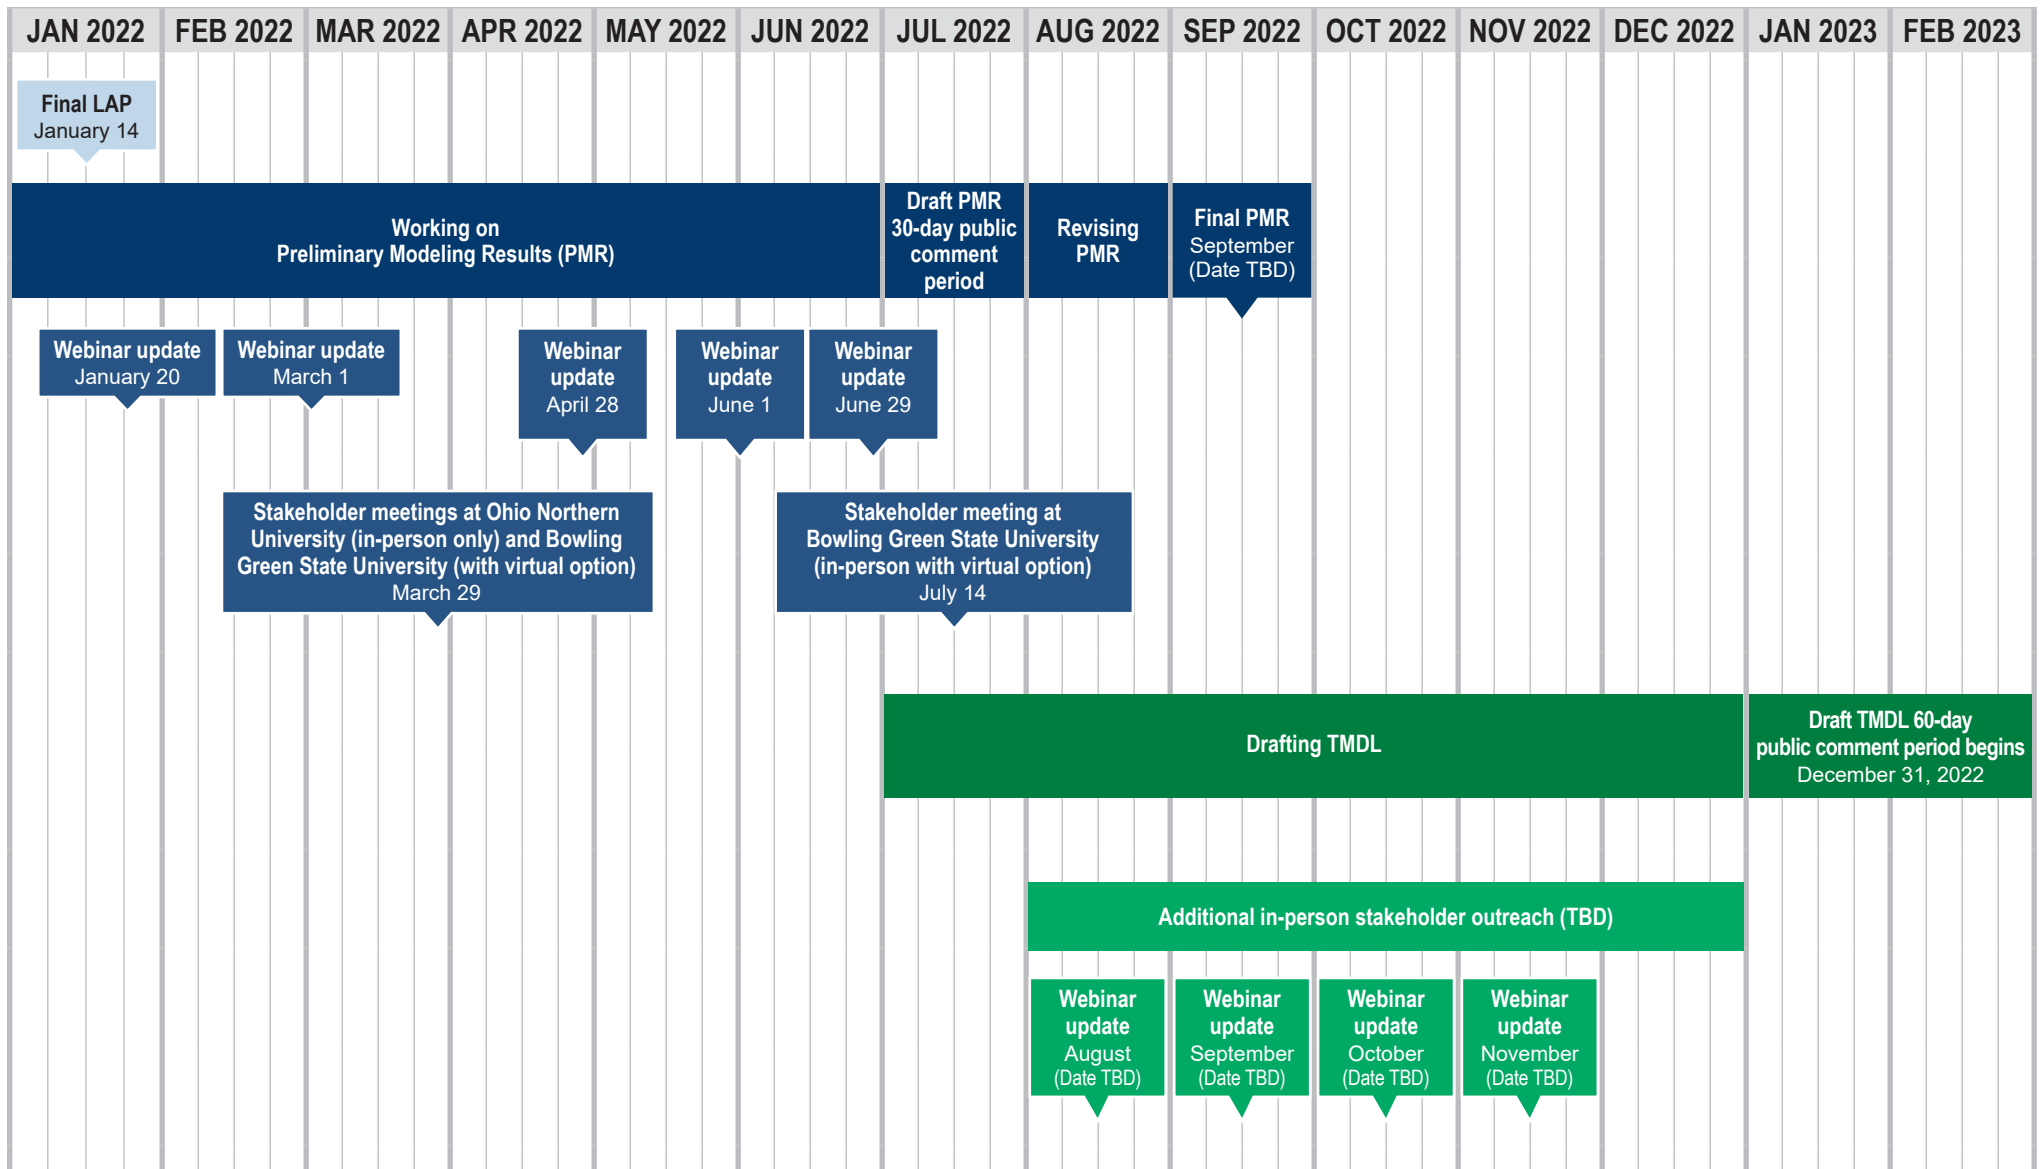 JAN 2022 FEB 2022 MAR 2022 APR 2022 MAY 2022 JUN 2022 JUL 2022 AUG 2022 SEP 2022 OCT 2022 NOV 2022 DEC 2022 JAN 2023 FEB 2023
Final LAP
January 14
Working on
Preliminary Modeling Results (PMR)
Draft PMR
30-day public
comment
period
Revising
PMR
Final PMR
September
(Date TBD)
Webinar update
January 20
Webinar update
March 1
Webinar
update
April 28
Webinar
update
June 1
Webinar
update
June 29
Stakeholder meetings at Ohio Northern
University (in-person only) and Bowling
Green State University (with virtual option)
March 29
Stakeholder meeting at
Bowling Green State University
(in-person with virtual option)
July 14
Drafting TMDL
Draft TMDL 60-day
public comment period begins
December 31, 2022
Additional in-person stakeholder outreach (TBD)
Webinar
update
August
(Date TBD)
Webinar
update
September
(Date TBD)
Webinar
update
October
(Date TBD)
Webinar
update
November
(Date TBD)